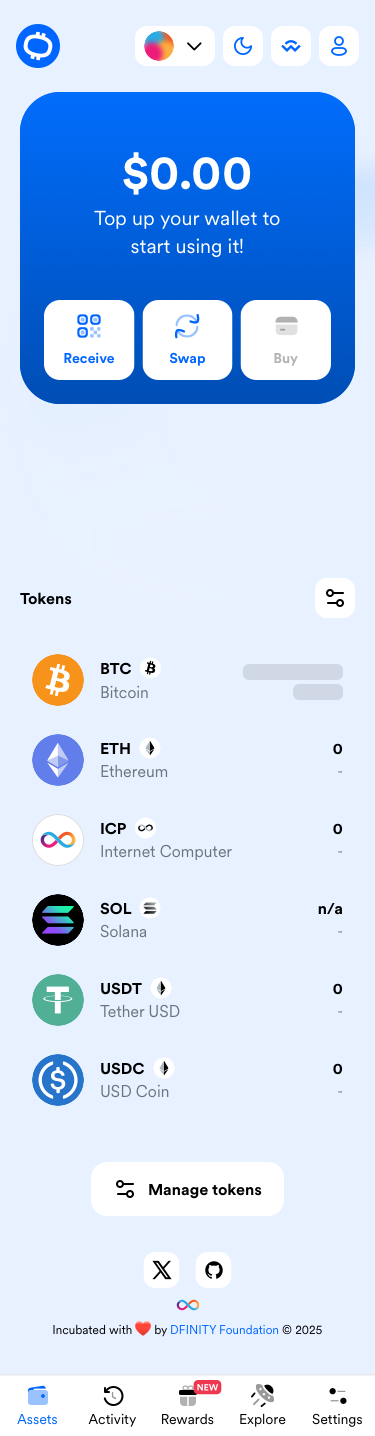 $0.00
Top up your wallet to
start using it!
Receive
Swap
Buy
Tokens
BTC
Bitcoin
ETH
0
Ethereum
-
ICP
0
Internet Computer
-
SOL
n/a
Solana
-
USDT
0
Tether USD
-
USDC
0
USD Coin
-
Manage tokens
Incubated with ❤️ by DFINITY Foundation © 2025
NEW
Assets
Activity
Rewards
Explore
Settings